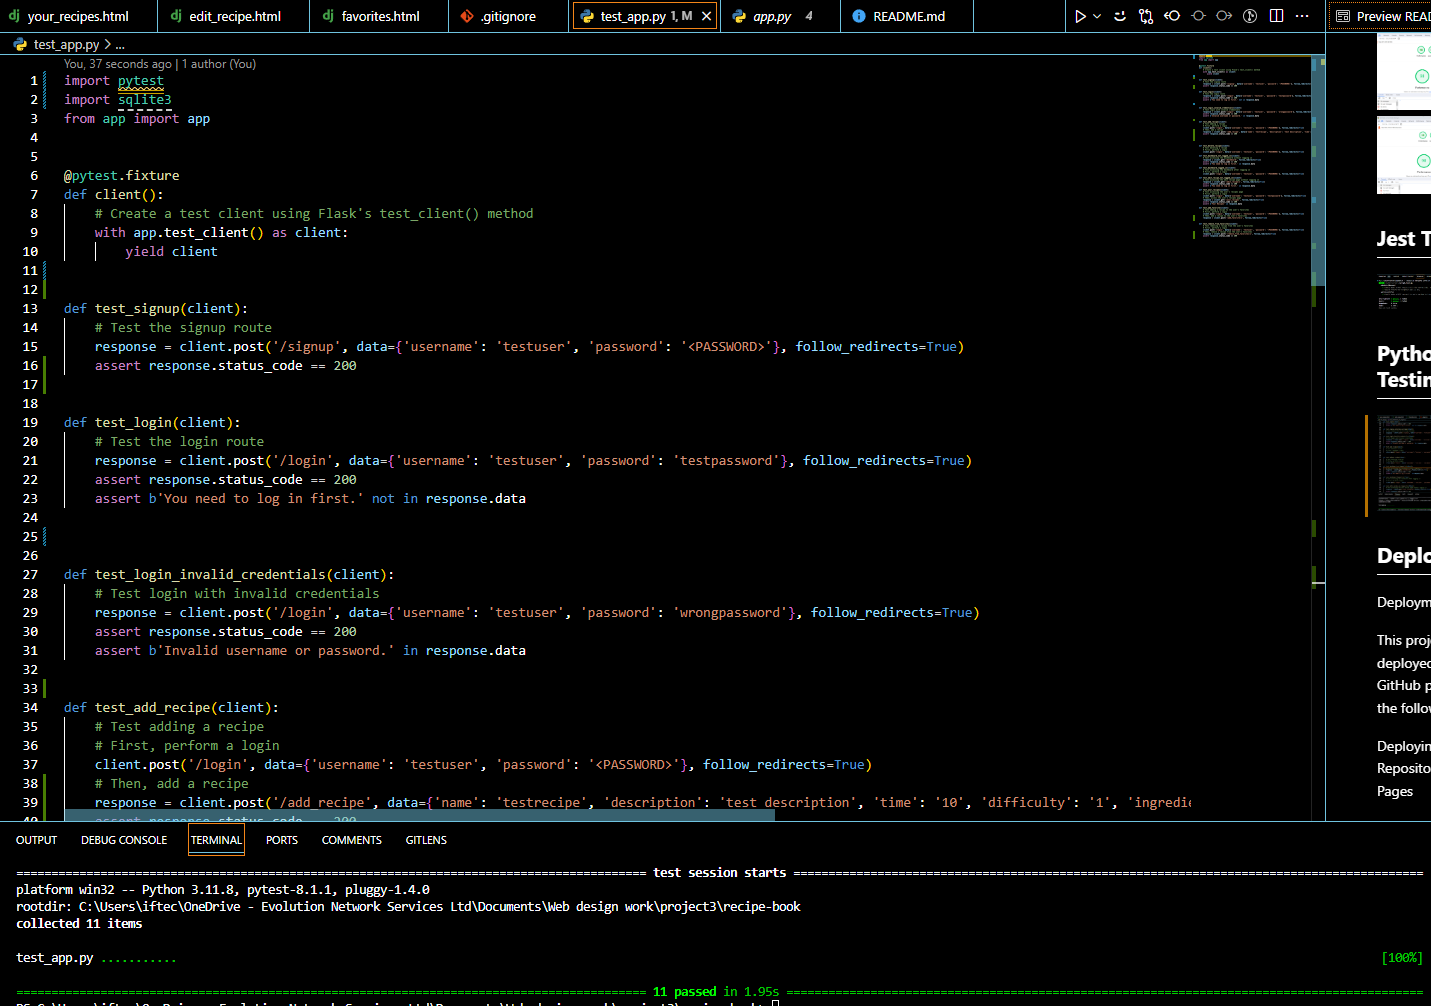 your_recipes.html
edit_recipe.html
favorites.html
.gitignore
test_app.py 1, M
app.py 4
README.md
Preview READ
test_app.py > ...
You, 37 seconds ago | 1 author (You)
1 import pytest
2 import sqlite3
3 from app import app
4
5
6 @pytest.fixture
7 def client():
8 # Create a test client using Flask's test_client() method
9 with app.test_client() as client:
10 yield client
11
12
13 def test_signup(client):
14 # Test the signup route
15 response = client.post('/signup', data={'username': 'testuser', 'password': '<PASSWORD>'}, follow_redirects=True)
16 assert response.status_code == 200
17
18
19 def test_login(client):
20 # Test the login route
21 response = client.post('/login', data={'username': 'testuser', 'password': 'testpassword'}, follow_redirects=True)
22 assert response.status_code == 200
23 assert b'You need to log in first.' not in response.data
24
25
26
27 def test_login_invalid_credentials(client):
28 # Test login with invalid credentials
29 response = client.post('/login', data={'username': 'testuser', 'password': 'wrongpassword'}, follow_redirects=True)
30 assert response.status_code == 200
31 assert b'Invalid username or password.' in response.data
32
33
34 def test_add_recipe(client):
35 # Test adding a recipe
36 # First, perform a login
37 client.post('/login', data={'username': 'testuser', 'password': '<PASSWORD>'}, follow_redirects=True)
38 # Then, add a recipe
39 response = client.post('/add_recipe', data={'name': 'testrecipe', 'description': 'test description', 'time': '10', 'difficulty': '1', 'ingredie
40 assert response.status_code == 200
Jest T
Pytho
Testin
Deplo
Deploym
This proj
deployed
GitHub p
the follow
Deployin
Reposito
Pages
OUTPUT
DEBUG CONSOLE
TERMINAL
PORTS
COMMENTS
GITLENS
test session starts
platform win32 -- Python 3.11.8, pytest-8.1.1, pluggy-1.4.0
rootdir: C:\Users\iftec\OneDrive - Evolution Network Services Ltd\Documents\Web design work\project3\recipe-book
collected 11 items
test_app.py ........... [100%]
11 passed in 1.95s